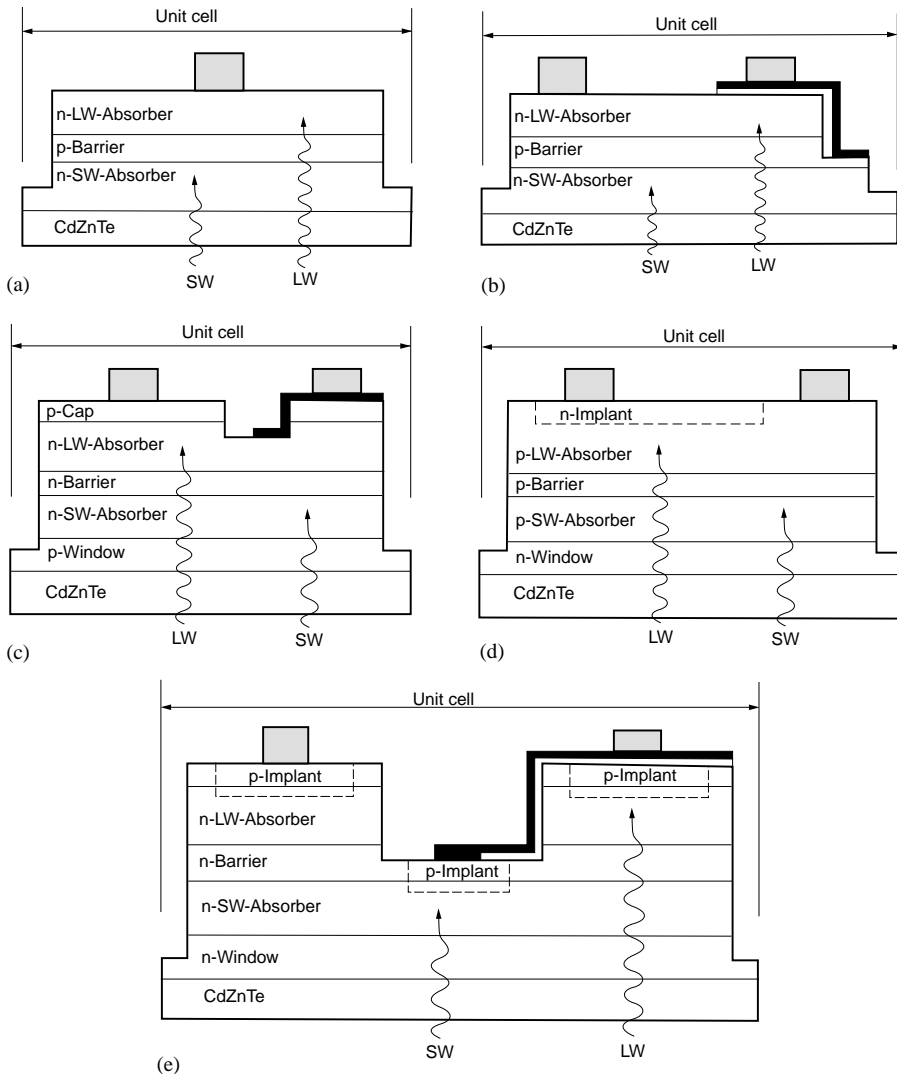 Unit cell
n-LW-Absorber
p-Barrier
n-SW-Absorber
CdZnTe
SW
LW
(a)
Unit cell
n-LW-Absorber
p-Barrier
n-SW-Absorber
CdZnTe
SW
LW
(b)
Unit cell
p-Cap
n-LW-Absorber
n-Barrier
n-SW-Absorber
p-Window
CdZnTe
LW
SW
(c)
Unit cell
n-Implant
p-LW-Absorber
p-Barrier
p-SW-Absorber
n-Window
CdZnTe
LW
SW
(d)
Unit cell
p-Implant
p-Implant
n-LW-Absorber
n-Barrier
p-Implant
n-SW-Absorber
n-Window
CdZnTe
SW
LW
(e)